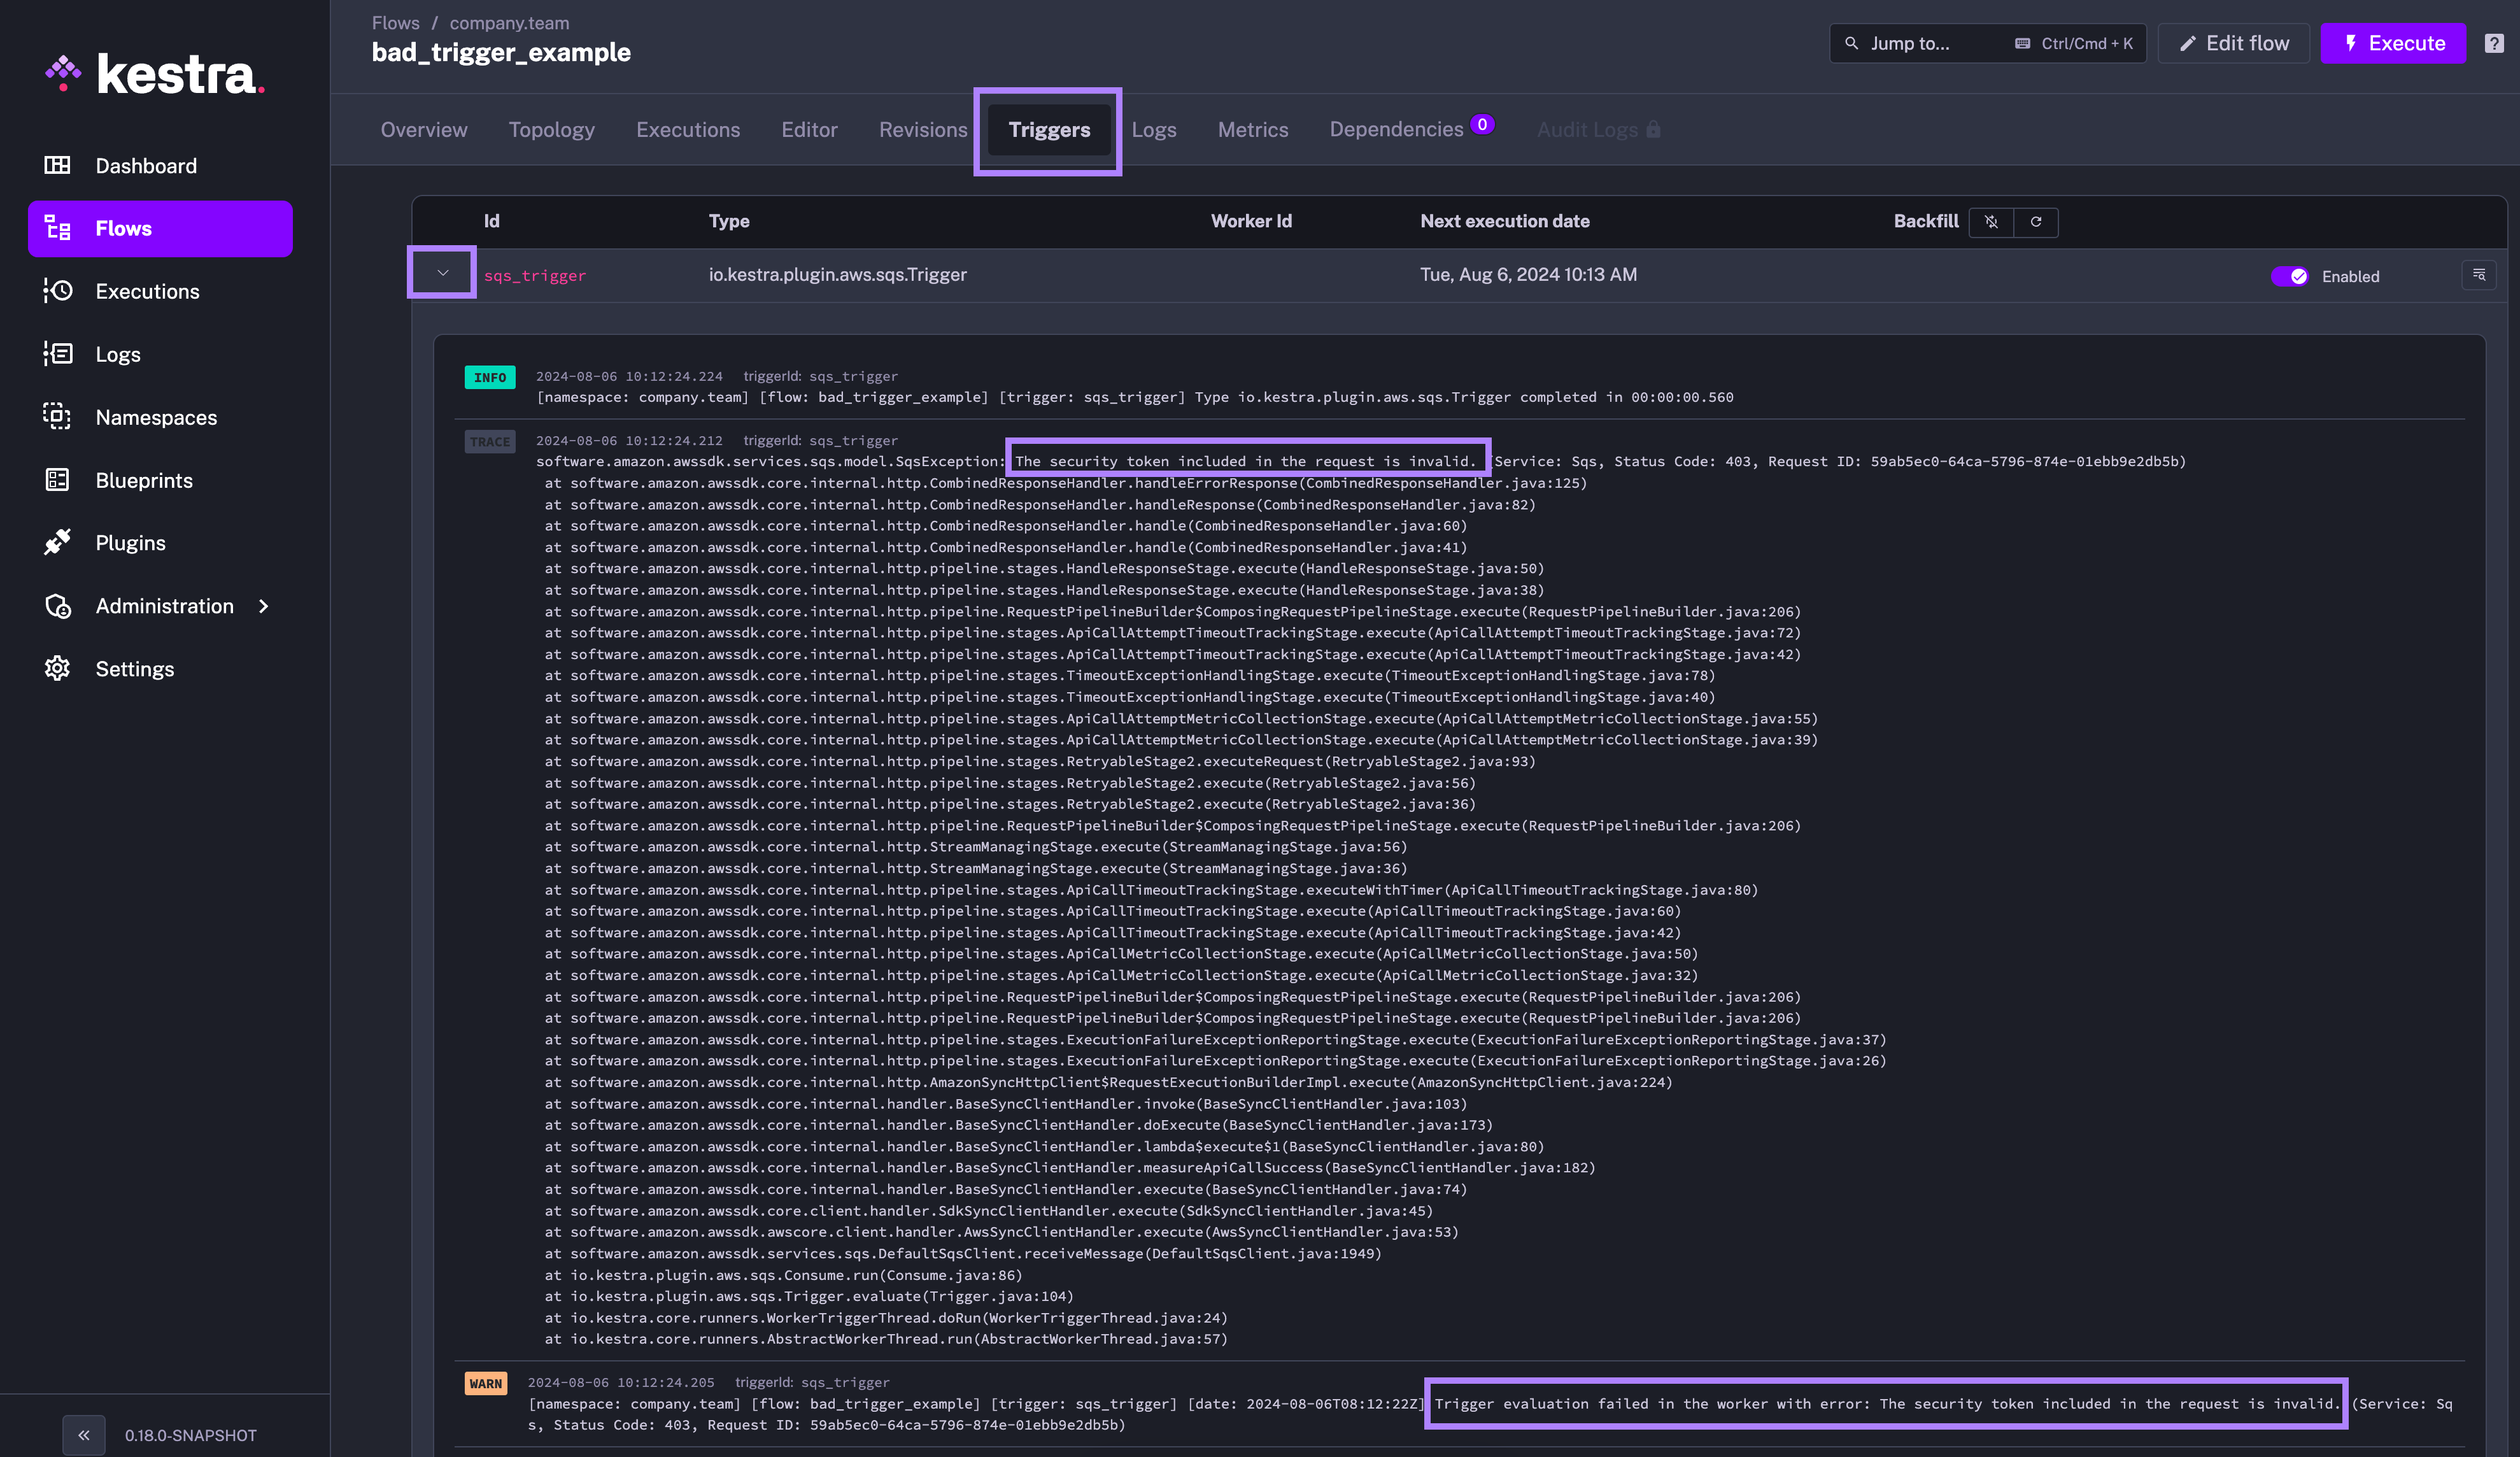 Flows / company.team
bad_trigger_example
Jump to... Ctrl/Cmd + K
Edit flow
Execute
?
kestra.
Dashboard
Flows
Executions
Logs
Namespaces
Blueprints
Plugins
Administration
Settings
0.18.0-SNAPSHOT
Overview Topology Executions Editor Revisions Triggers Logs Metrics Dependencies 0 Audit Logs
Id Type Worker Id Next execution date Backfill
sqs_trigger io.kestra.plugin.aws.sqs.Trigger Tue, Aug 6, 2024 10:13 AM Enabled
INFO 2024-08-06 10:12:24.224 triggerId: sqs_trigger
[namespace: company.team] [flow: bad_trigger_example] [trigger: sqs_trigger] Type io.kestra.plugin.aws.sqs.Trigger completed in 00:00:00.560
TRACE 2024-08-06 10:12:24.212 triggerId: sqs_trigger
software.amazon.awssdk.services.sqs.model.SqsException: The security token included in the request is invalid. (Service: Sqs, Status Code: 403, Request ID: 59ab5ec0-64ca-5796-874e-01ebb9e2db5b)
at software.amazon.awssdk.core.internal.http.CombinedResponseHandler.handleErrorResponse(CombinedResponseHandler.java:125)
at software.amazon.awssdk.core.internal.http.CombinedResponseHandler.handleResponse(CombinedResponseHandler.java:82)
at software.amazon.awssdk.core.internal.http.CombinedResponseHandler.handle(CombinedResponseHandler.java:60)
at software.amazon.awssdk.core.internal.http.CombinedResponseHandler.handle(CombinedResponseHandler.java:41)
at software.amazon.awssdk.core.internal.http.pipeline.stages.HandleResponseStage.execute(HandleResponseStage.java:50)
at software.amazon.awssdk.core.internal.http.pipeline.stages.HandleResponseStage.execute(HandleResponseStage.java:38)
at software.amazon.awssdk.core.internal.http.pipeline.RequestPipelineBuilder$ComposingRequestPipelineStage.execute(RequestPipelineBuilder.java:206)
at software.amazon.awssdk.core.internal.http.pipeline.stages.ApiCallAttemptTimeoutTrackingStage.execute(ApiCallAttemptTimeoutTrackingStage.java:72)
at software.amazon.awssdk.core.internal.http.pipeline.stages.ApiCallAttemptTimeoutTrackingStage.execute(ApiCallAttemptTimeoutTrackingStage.java:42)
at software.amazon.awssdk.core.internal.http.pipeline.stages.TimeoutExceptionHandlingStage.execute(TimeoutExceptionHandlingStage.java:78)
at software.amazon.awssdk.core.internal.http.pipeline.stages.TimeoutExceptionHandlingStage.execute(TimeoutExceptionHandlingStage.java:40)
at software.amazon.awssdk.core.internal.http.pipeline.stages.ApiCallAttemptMetricCollectionStage.execute(ApiCallAttemptMetricCollectionStage.java:55)
at software.amazon.awssdk.core.internal.http.pipeline.stages.ApiCallAttemptMetricCollectionStage.execute(ApiCallAttemptMetricCollectionStage.java:39)
at software.amazon.awssdk.core.internal.http.pipeline.stages.RetryableStage2.executeRequest(RetryableStage2.java:93)
at software.amazon.awssdk.core.internal.http.pipeline.stages.RetryableStage2.execute(RetryableStage2.java:56)
at software.amazon.awssdk.core.internal.http.pipeline.stages.RetryableStage2.execute(RetryableStage2.java:36)
at software.amazon.awssdk.core.internal.http.pipeline.RequestPipelineBuilder$ComposingRequestPipelineStage.execute(RequestPipelineBuilder.java:206)
at software.amazon.awssdk.core.internal.http.StreamManagingStage.execute(StreamManagingStage.java:56)
at software.amazon.awssdk.core.internal.http.StreamManagingStage.execute(StreamManagingStage.java:36)
at software.amazon.awssdk.core.internal.http.pipeline.stages.ApiCallTimeoutTrackingStage.executeWithTimer(ApiCallTimeoutTrackingStage.java:80)
at software.amazon.awssdk.core.internal.http.pipeline.stages.ApiCallTimeoutTrackingStage.execute(ApiCallTimeoutTrackingStage.java:60)
at software.amazon.awssdk.core.internal.http.pipeline.stages.ApiCallTimeoutTrackingStage.execute(ApiCallTimeoutTrackingStage.java:42)
at software.amazon.awssdk.core.internal.http.pipeline.stages.ApiCallMetricCollectionStage.execute(ApiCallMetricCollectionStage.java:50)
at software.amazon.awssdk.core.internal.http.pipeline.stages.ApiCallMetricCollectionStage.execute(ApiCallMetricCollectionStage.java:32)
at software.amazon.awssdk.core.internal.http.pipeline.RequestPipelineBuilder$ComposingRequestPipelineStage.execute(RequestPipelineBuilder.java:206)
at software.amazon.awssdk.core.internal.http.pipeline.RequestPipelineBuilder$ComposingRequestPipelineStage.execute(RequestPipelineBuilder.java:206)
at software.amazon.awssdk.core.internal.http.pipeline.stages.ExecutionFailureExceptionReportingStage.execute(ExecutionFailureExceptionReportingStage.java:37)
at software.amazon.awssdk.core.internal.http.pipeline.stages.ExecutionFailureExceptionReportingStage.execute(ExecutionFailureExceptionReportingStage.java:26)
at software.amazon.awssdk.core.internal.http.AmazonSyncHttpClient$RequestExecutionBuilderImpl.execute(AmazonSyncHttpClient.java:224)
at software.amazon.awssdk.core.internal.handler.BaseSyncClientHandler.invoke(BaseSyncClientHandler.java:103)
at software.amazon.awssdk.core.internal.handler.BaseSyncClientHandler.doExecute(BaseSyncClientHandler.java:173)
at software.amazon.awssdk.core.internal.handler.BaseSyncClientHandler.lambda$execute$1(BaseSyncClientHandler.java:80)
at software.amazon.awssdk.core.internal.handler.BaseSyncClientHandler.measureApiCallSuccess(BaseSyncClientHandler.java:182)
at software.amazon.awssdk.core.internal.handler.BaseSyncClientHandler.execute(BaseSyncClientHandler.java:74)
at software.amazon.awssdk.core.client.handler.SdkSyncClientHandler.execute(SdkSyncClientHandler.java:45)
at software.amazon.awssdk.awscore.client.handler.AwsSyncClientHandler.execute(AwsSyncClientHandler.java:53)
at software.amazon.awssdk.services.sqs.DefaultSqsClient.receiveMessage(DefaultSqsClient.java:1949)
at io.kestra.plugin.aws.sqs.Consume.run(Consume.java:86)
at io.kestra.plugin.aws.sqs.Trigger.evaluate(Trigger.java:104)
at io.kestra.core.runners.WorkerTriggerThread.doRun(WorkerTriggerThread.java:24)
at io.kestra.core.runners.AbstractWorkerThread.run(AbstractWorkerThread.java:57)
WARN 2024-08-06 10:12:24.205 triggerId: sqs_trigger
[namespace: company.team] [flow: bad_trigger_example] [trigger: sqs_trigger] [date: 2024-08-06T08:12:22Z] Trigger evaluation failed in the worker with error: The security token included in the request is invalid. (Service: Sq
s, Status Code: 403, Request ID: 59ab5ec0-64ca-5796-874e-01ebb9e2db5b)